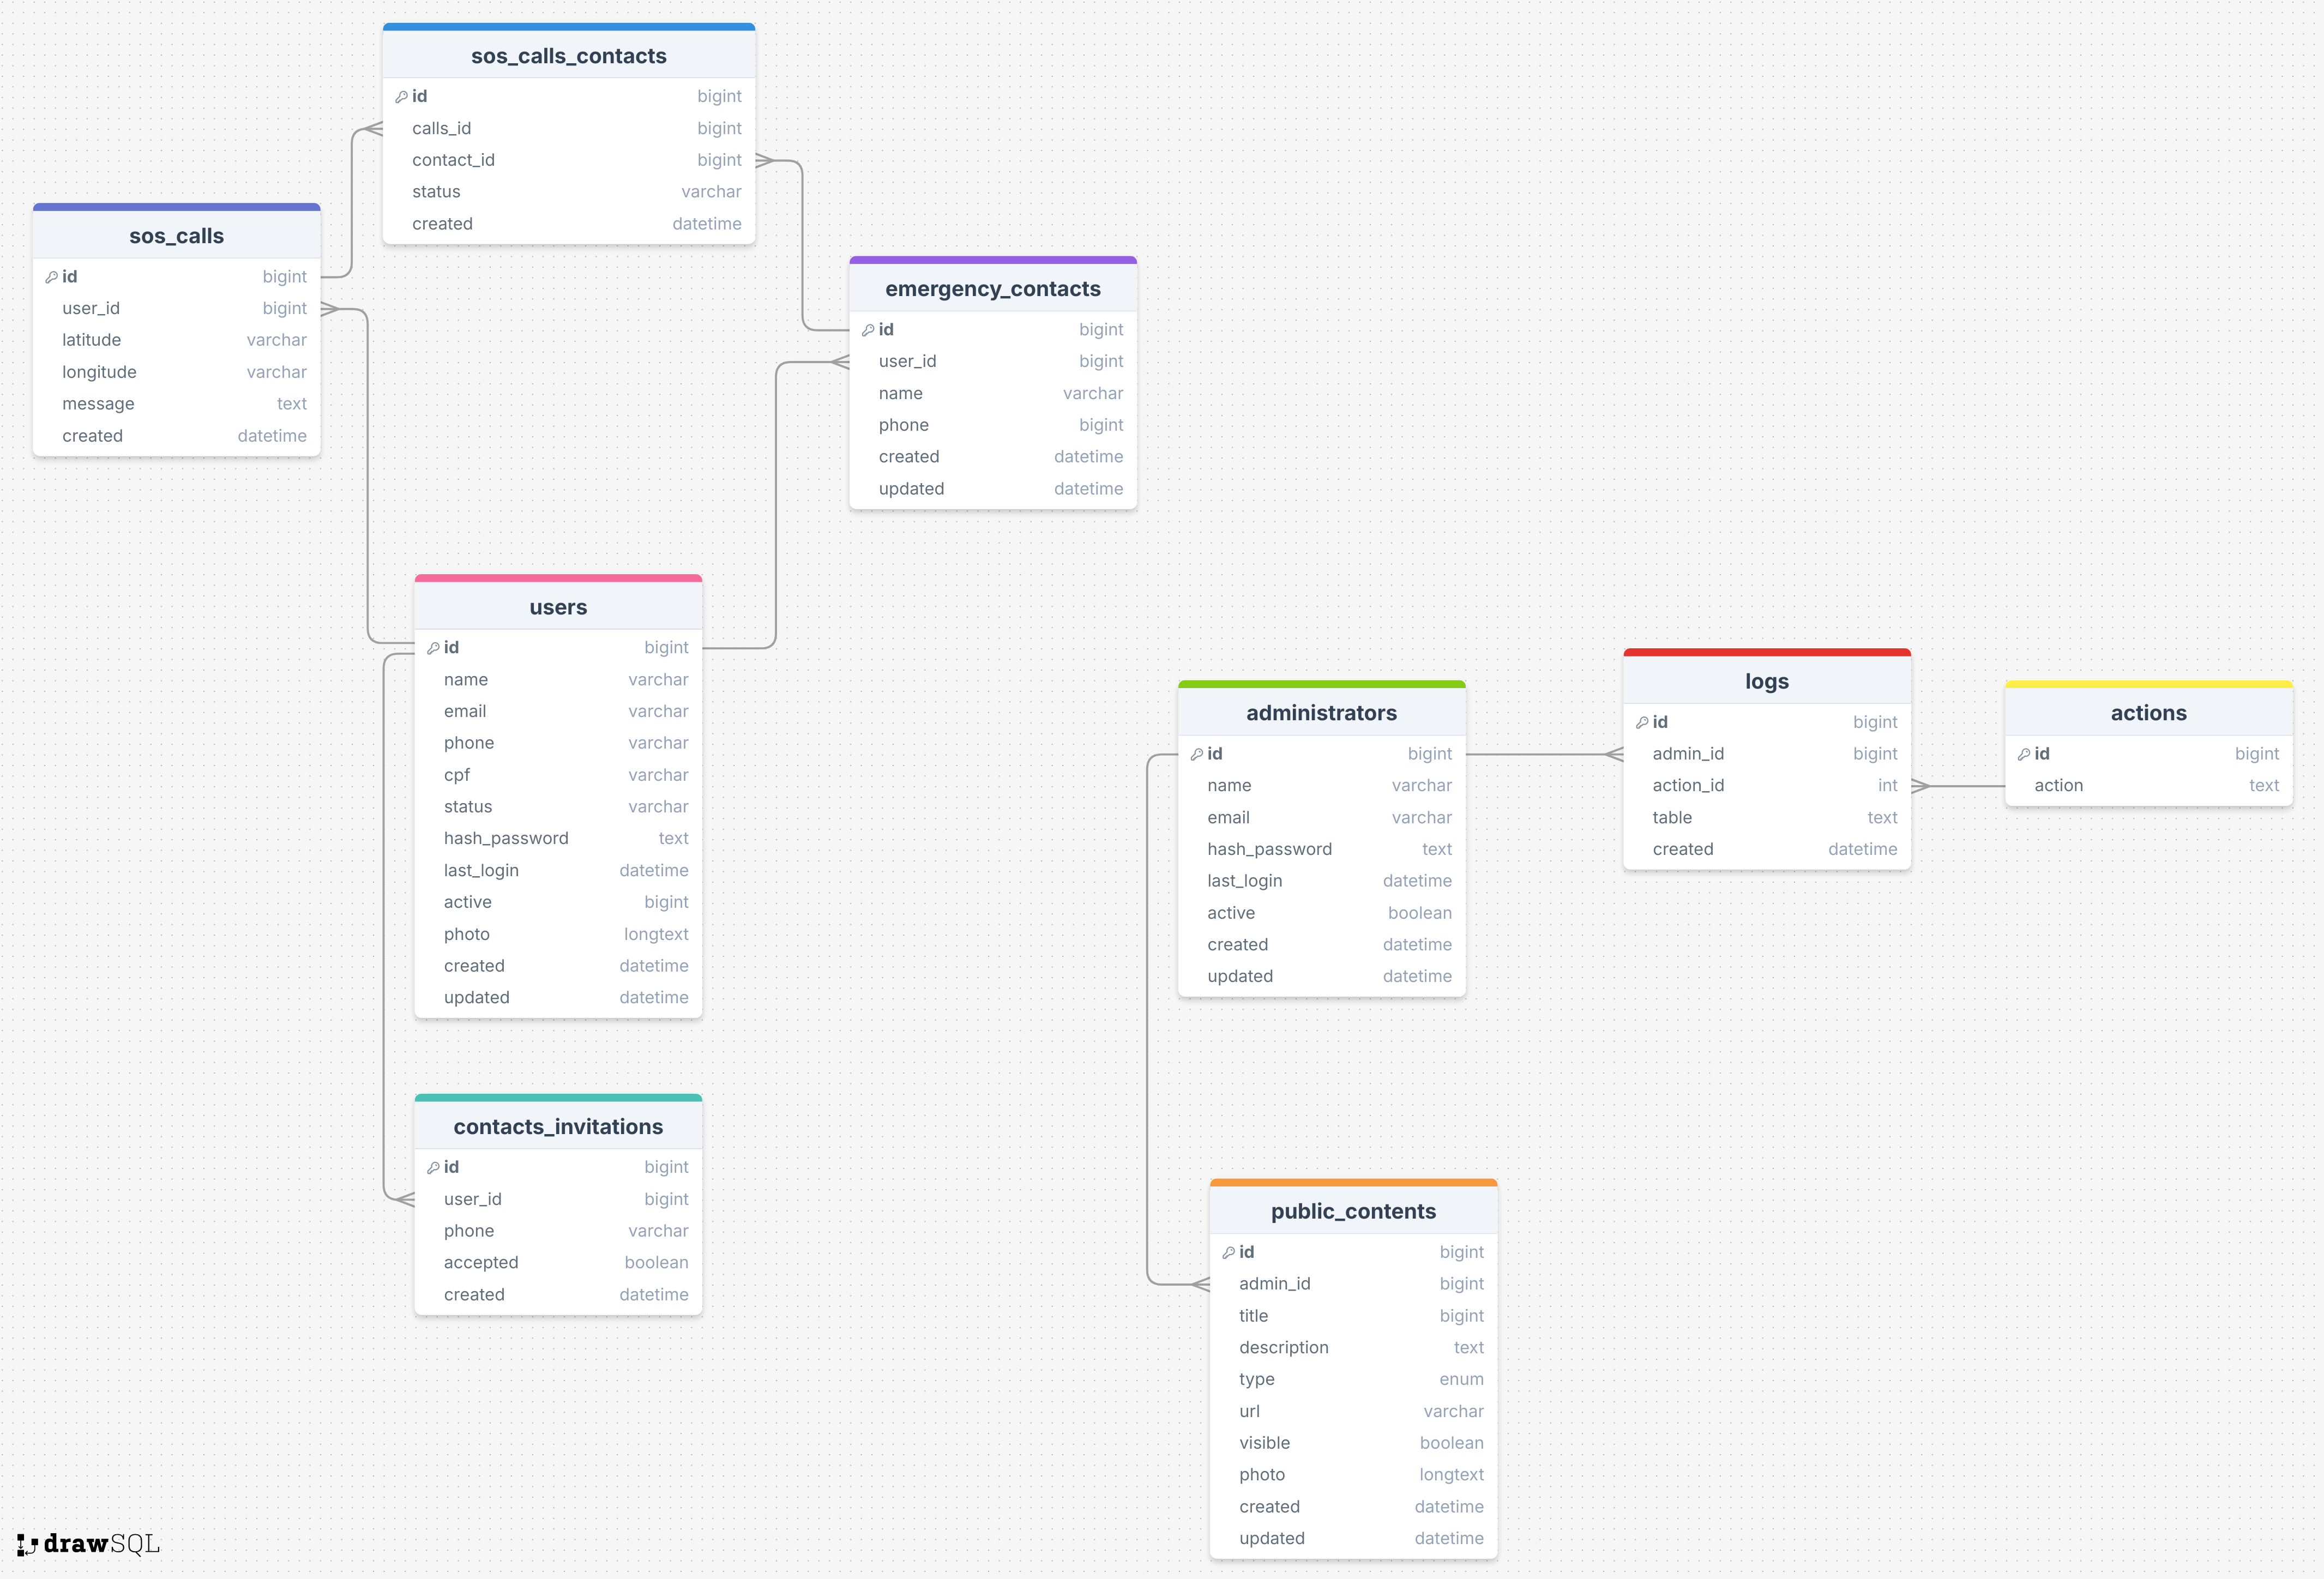 sos_calls_contacts
id bigint
calls_id bigint
contact_id bigint
status varchar
created datetime
sos_calls
id bigint
user_id bigint
latitude varchar
longitude varchar
message text
created datetime
emergency_contacts
id bigint
user_id bigint
name varchar
phone bigint
created datetime
updated datetime
users
id bigint
name varchar
email varchar
phone varchar
cpf varchar
status varchar
hash_password text
last_login datetime
active bigint
photo longtext
created datetime
updated datetime
administrators
id bigint
name varchar
email varchar
hash_password text
last_login datetime
active boolean
created datetime
updated datetime
logs
id bigint
admin_id bigint
action_id int
table text
created datetime
actions
id bigint
action text
contacts_invitations
id bigint
user_id bigint
phone varchar
accepted boolean
created datetime
public_contents
id bigint
admin_id bigint
title bigint
description text
type enum
url varchar
visible boolean
photo longtext
created datetime
updated datetime
drawSQL